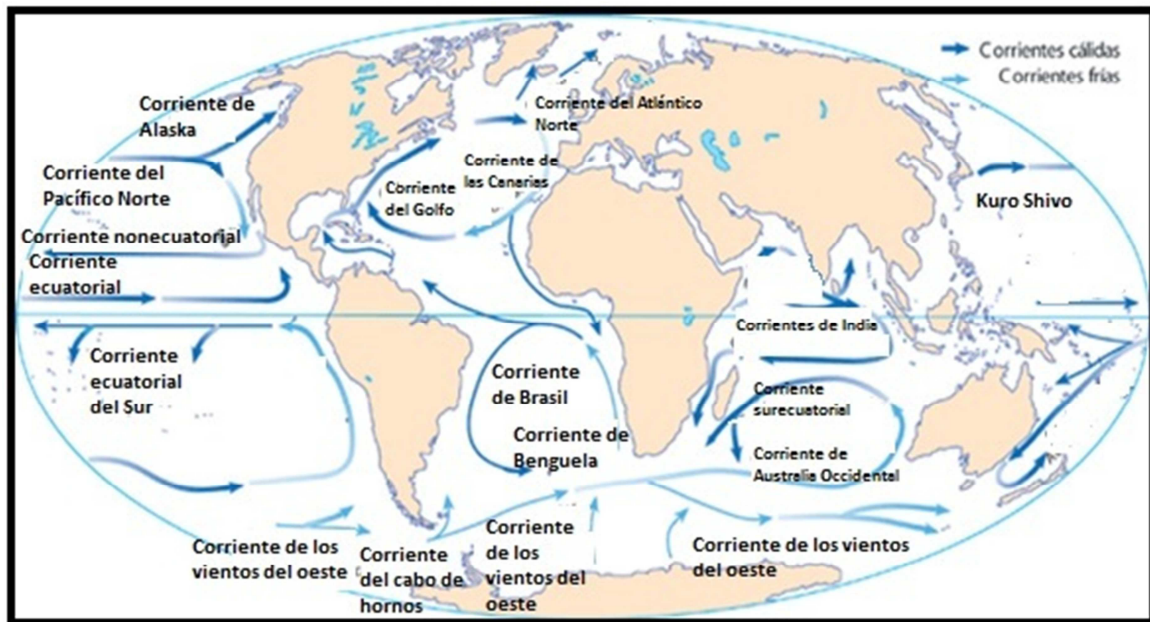 Corrientes cálidas
Corrientes frías
Corriente de
Alaska
Corriente del Atlántico
Norte
Corriente del
Pacífico Norte
Corriente de
las Canarias
Corriente
del Golfo
Kuro Shivo
Corriente nonecuatorial
Corriente
ecuatorial
Corrientes de India
Corriente
ecuatorial
del Sur
Corriente
de Brasil
Corriente
surecuatorial
Corriente de
Benguela
Corriente de
Australia Occidental
Corriente de los
vientos del oeste
Corriente
del cabo de
hornos
Corriente
de los
vientos del
oeste
Corriente de los vientos
del oeste